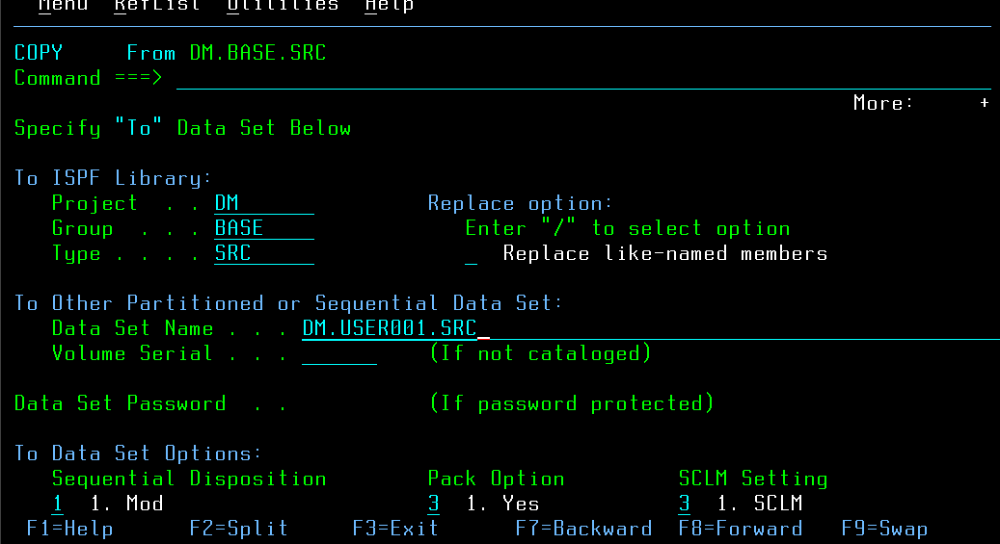 Menu RefList Utilities Help
COPY From DM.BASE.SRC
Command ===>
More: +
Specify "To" Data Set Below
To ISPF Library:
Project . . DM Replace option:
Group . . . BASE Enter "/" to select option
Type . . . . SRC _ Replace like-named members
To Other Partitioned or Sequential Data Set:
Data Set Name . . . DM.USER001.SRC
Volume Serial . . . (If not cataloged)
Data Set Password . . (If password protected)
To Data Set Options:
Sequential Disposition Pack Option SCLM Setting
1 1. Mod 3 1. Yes 3 1. SCLM
F1=Help F2=Split F3=Exit F7=Backward F8=Forward F9=Swap